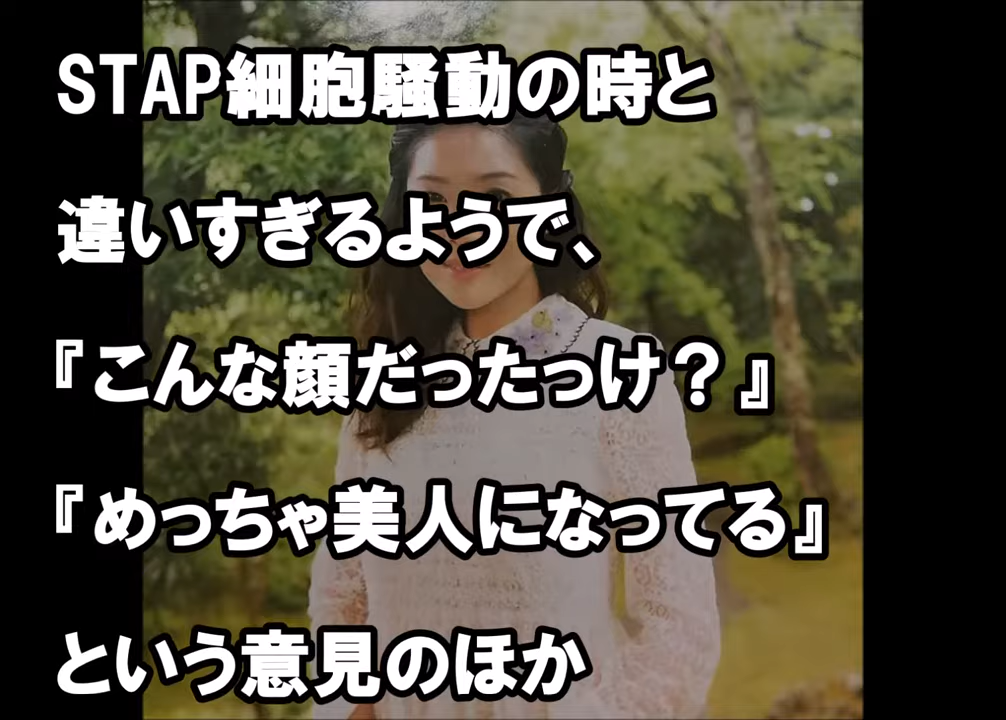 STAP細胞騒動の時と
違いすぎるようで、
『こんな顔だったっけ？』
『めっちゃ美人になってる』
という意見のほか